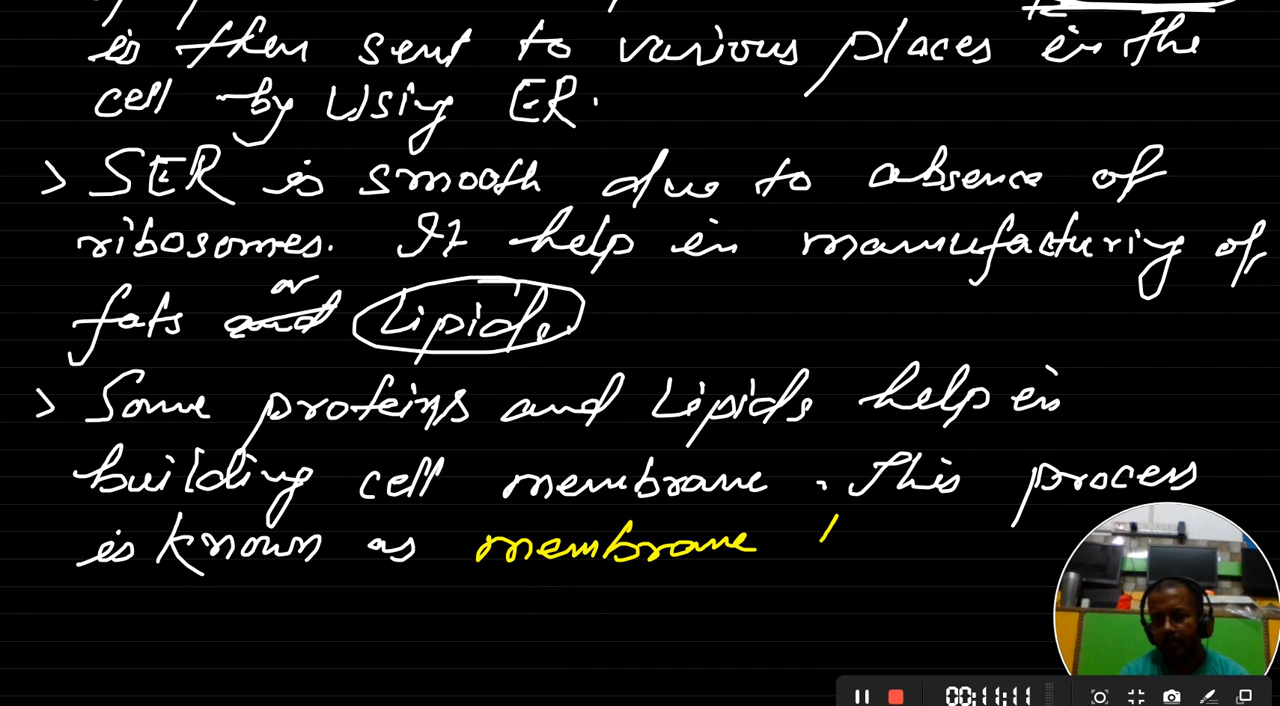 is then sent to various places in the
cell by Using ER.
> SER is smooth due to absence of
ribosomes. It help in manufacturing of
or
fats and Lipids.
> Some proteins and Lipids help in
building cell membrane. This process
is known as membrane
00:11:11